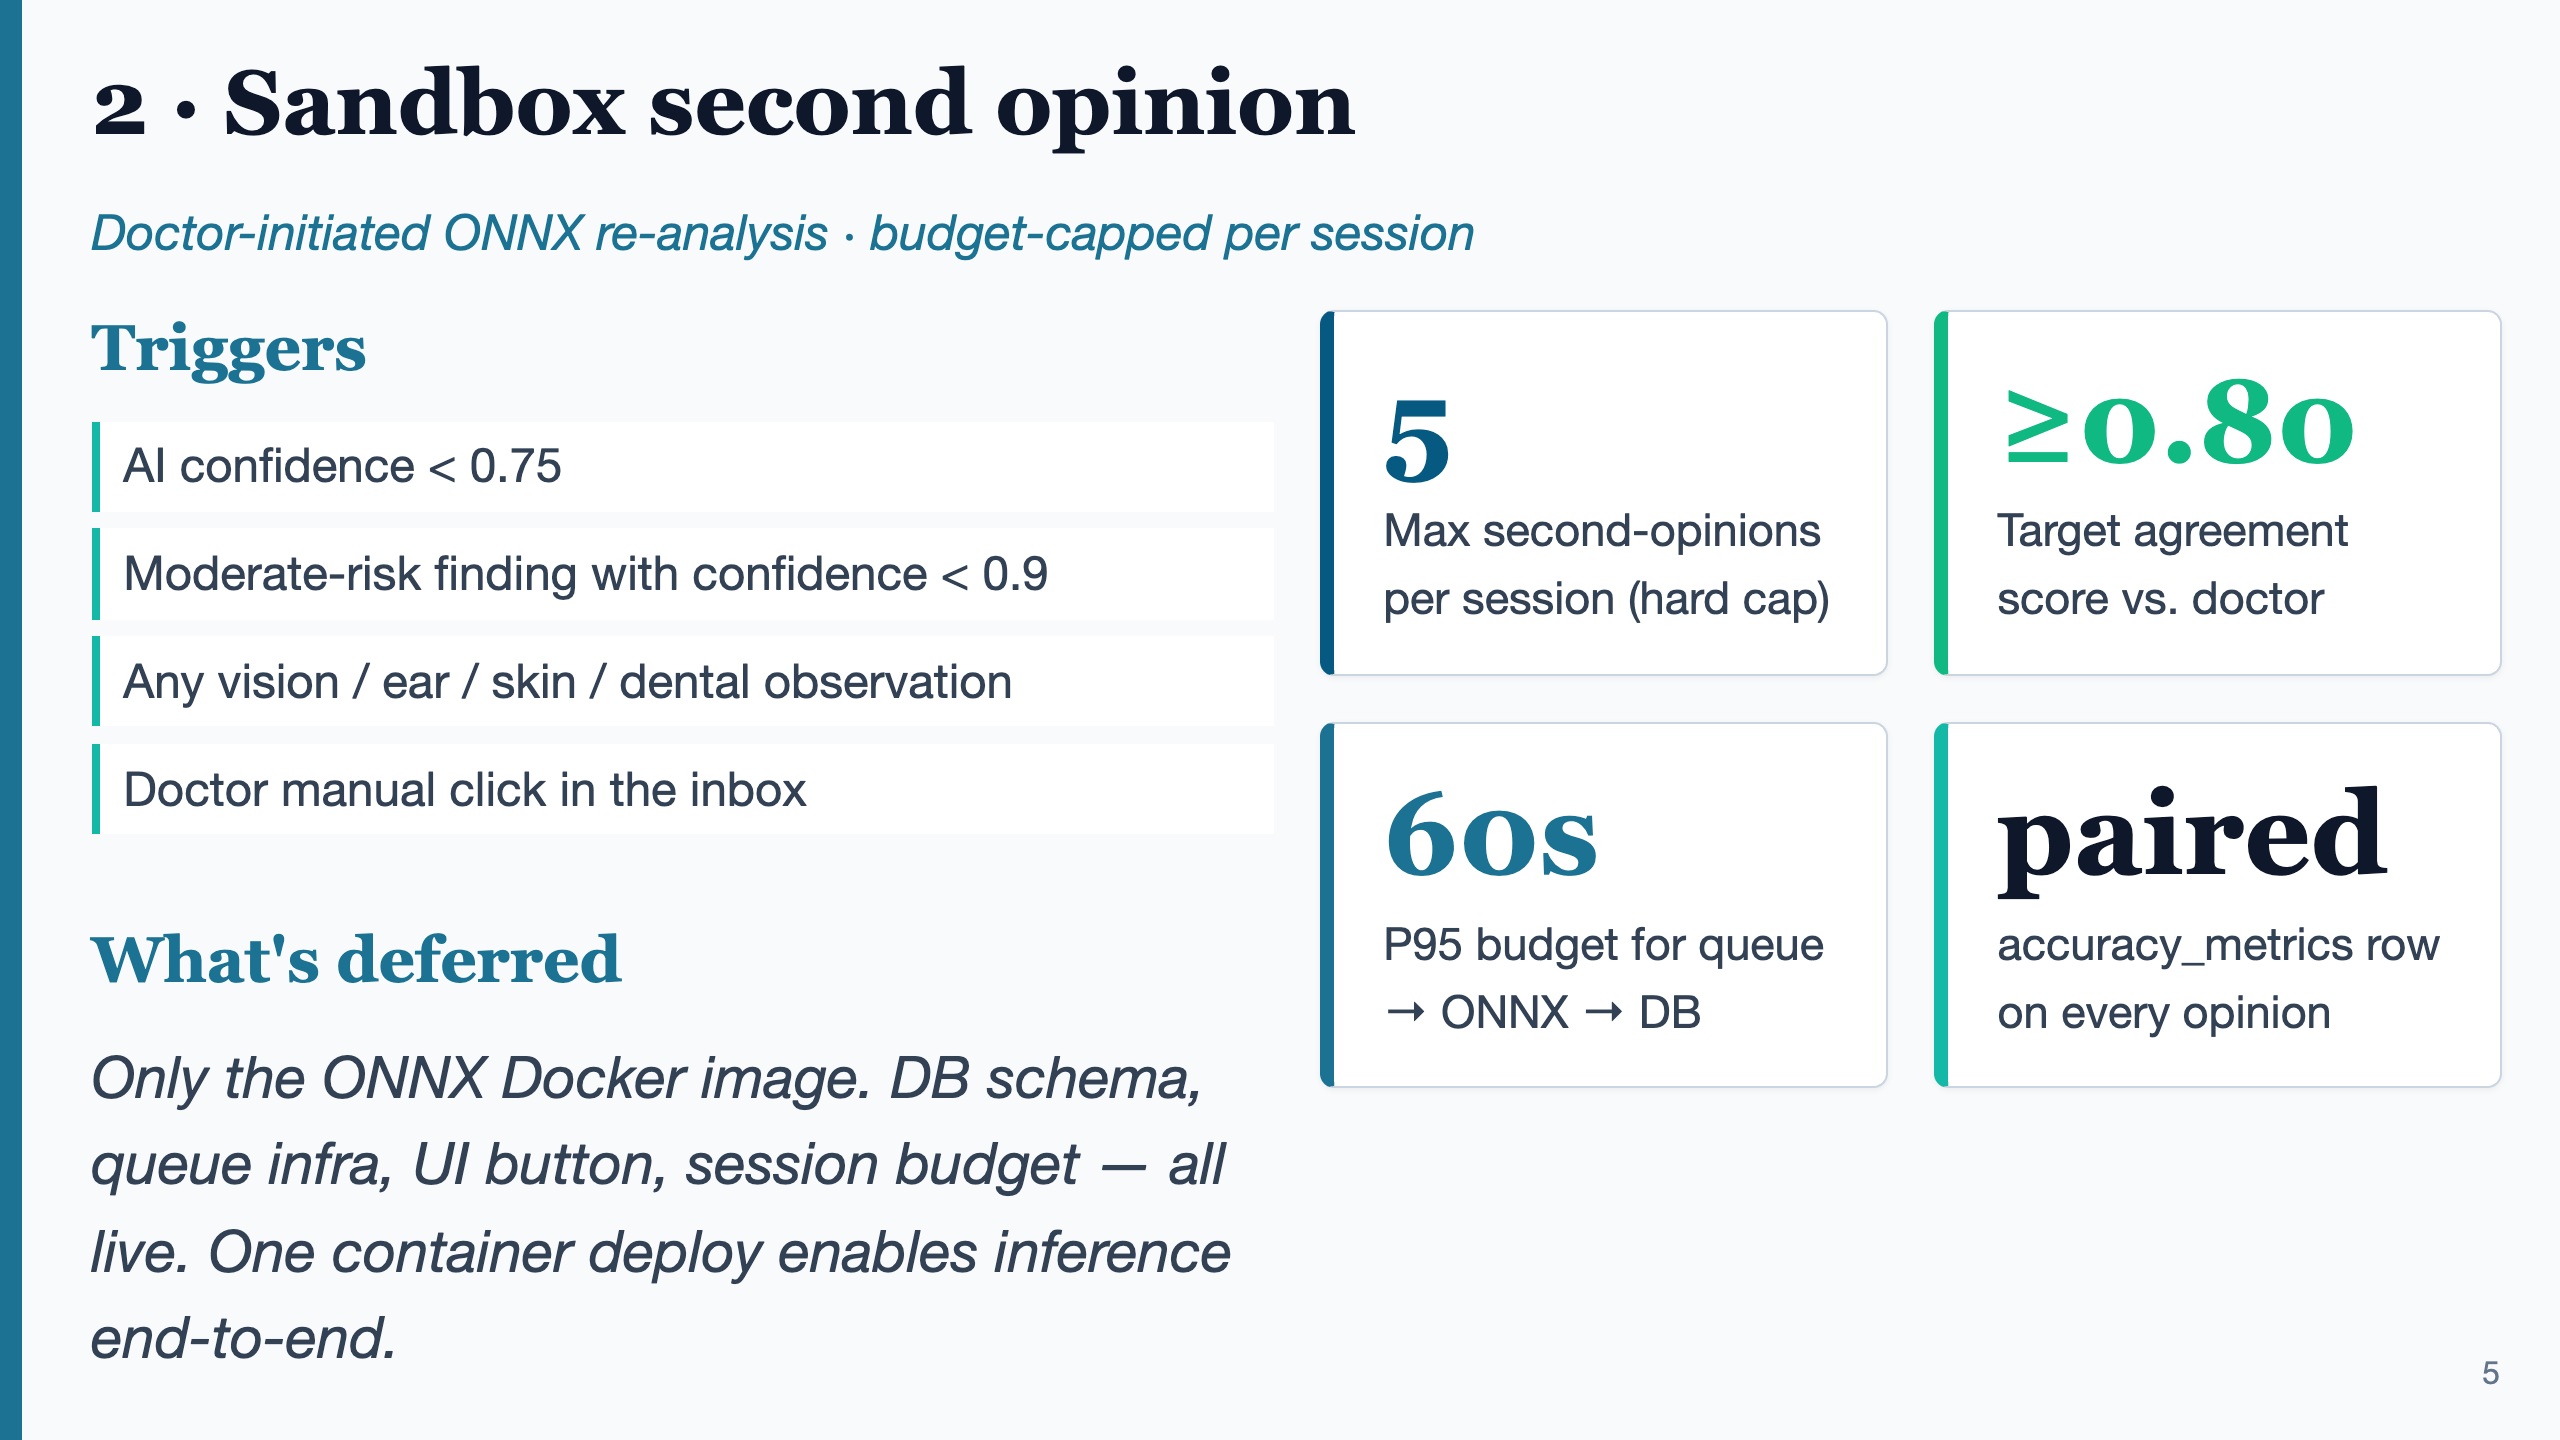 2 · Sandbox second opinion
Doctor-initiated ONNX re-analysis · budget-capped per session
Triggers
AI confidence < 0.75
Moderate-risk finding with confidence < 0.9
Any vision / ear / skin / dental observation
Doctor manual click in the inbox
What's deferred
Only the ONNX Docker image. DB schema,
queue infra, UI button, session budget — all
live. One container deploy enables inference
end-to-end.
5
Max second-opinions
per session (hard cap)
≥0.80
Target agreement
score vs. doctor
60s
P95 budget for queue
→ ONNX → DB
paired
accuracy_metrics row
on every opinion
5